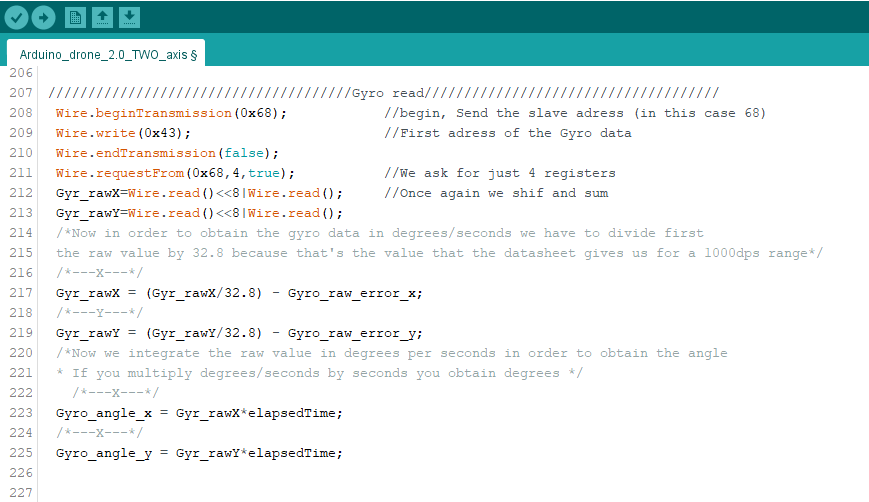 Arduino_drone_2.0_TWO_axis §
206
207 //////////////////////////////////////Gyro read/////////////////////////////////////
208 Wire.beginTransmission(0x68); //begin, Send the slave adress (in this case 68)
209 Wire.write(0x43); //First adress of the Gyro data
210 Wire.endTransmission(false);
211 Wire.requestFrom(0x68,4,true); //We ask for just 4 registers
212 Gyr_rawX=Wire.read()<<8|Wire.read(); //Once again we shif and sum
213 Gyr_rawY=Wire.read()<<8|Wire.read();
214 /*Now in order to obtain the gyro data in degrees/seconds we have to divide first
215 the raw value by 32.8 because that's the value that the datasheet gives us for a 1000dps range*/
216 /*---X---*/
217 Gyr_rawX = (Gyr_rawX/32.8) - Gyro_raw_error_x;
218 /*---Y---*/
219 Gyr_rawY = (Gyr_rawY/32.8) - Gyro_raw_error_y;
220 /*Now we integrate the raw value in degrees per seconds in order to obtain the angle
221 * If you multiply degrees/seconds by seconds you obtain degrees */
222 /*---X---*/
223 Gyro_angle_x = Gyr_rawX*elapsedTime;
224 /*---X---*/
225 Gyro_angle_y = Gyr_rawY*elapsedTime;
226
227